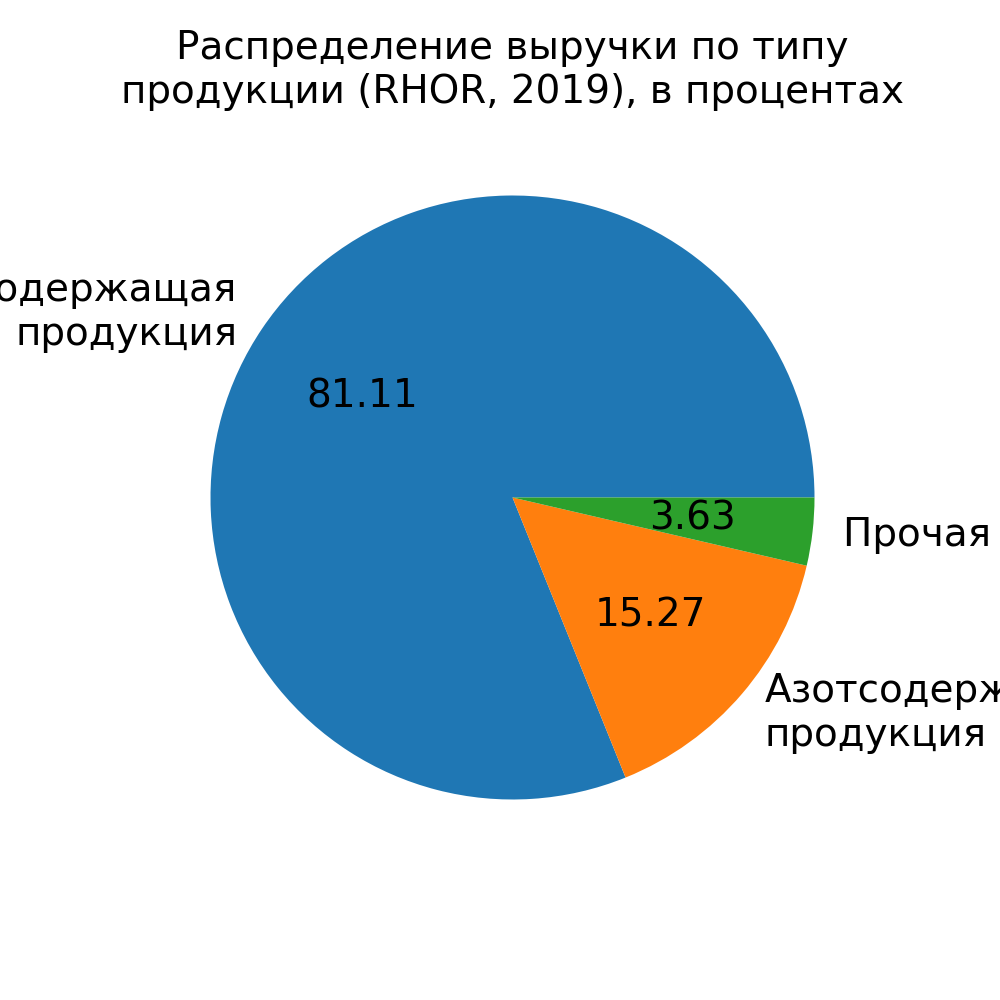 Распределение выручки по типу
продукции (RHOR, 2019), в процентах
одержащая
продукция
81.11
3.63
Прочая
15.27
Азотсодерж
продукция